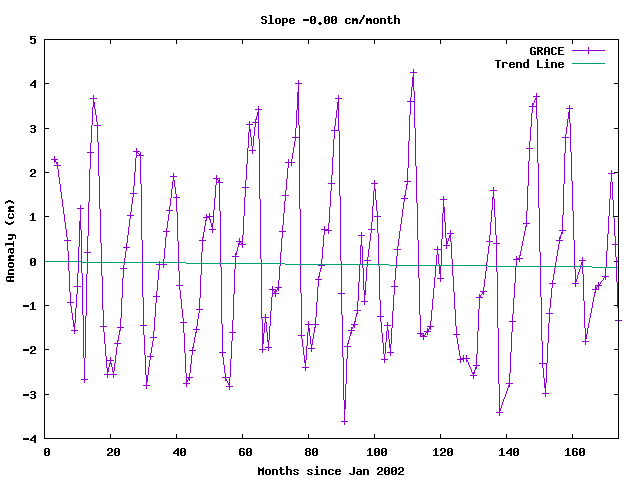 Slope -0.00 cm/month
GRACE
Trend Line
5
4
3
2
1
0
-1
-2
-3
-4
Anomaly (cm)
0 20 40 60 80 100 120 140 160
Months since Jan 2002